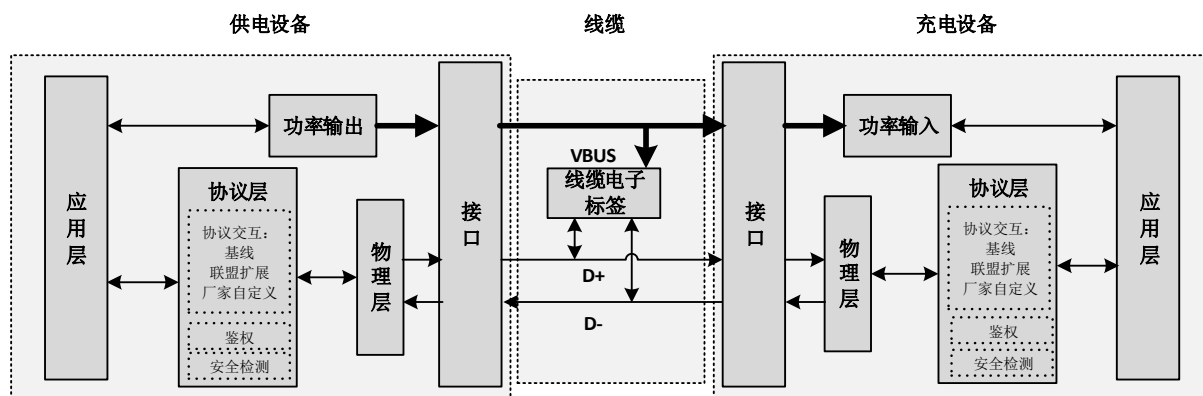 供电设备
线缆
充电设备
应用层
功率输出
协议层
协议交互：
基线
联盟扩展
厂家自定义
鉴权
安全检测
物理层
接口
VBUS
线缆电子
标签
D+
D-
接口
功率输入
物理层
协议层
协议交互：
基线
联盟扩展
厂家自定义
鉴权
安全检测
应用层